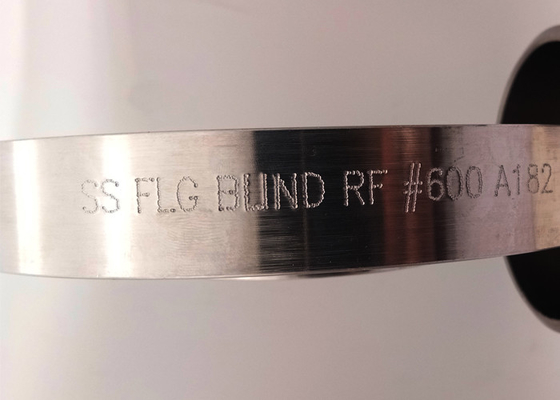 SS FLG BLIND RF #600 A182